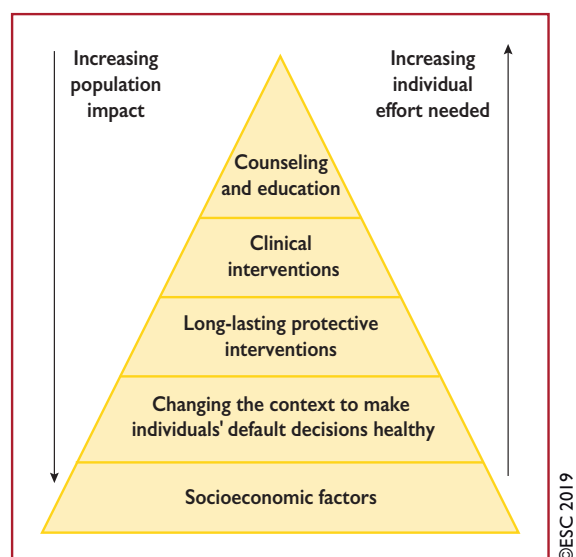 Increasing
population
impact
Increasing
individual
effort needed
Counseling
and education
Clinical
interventions
Long-lasting protective
interventions
Changing the context to make
individuals' default decisions healthy
Socioeconomic factors
©ESC 2019